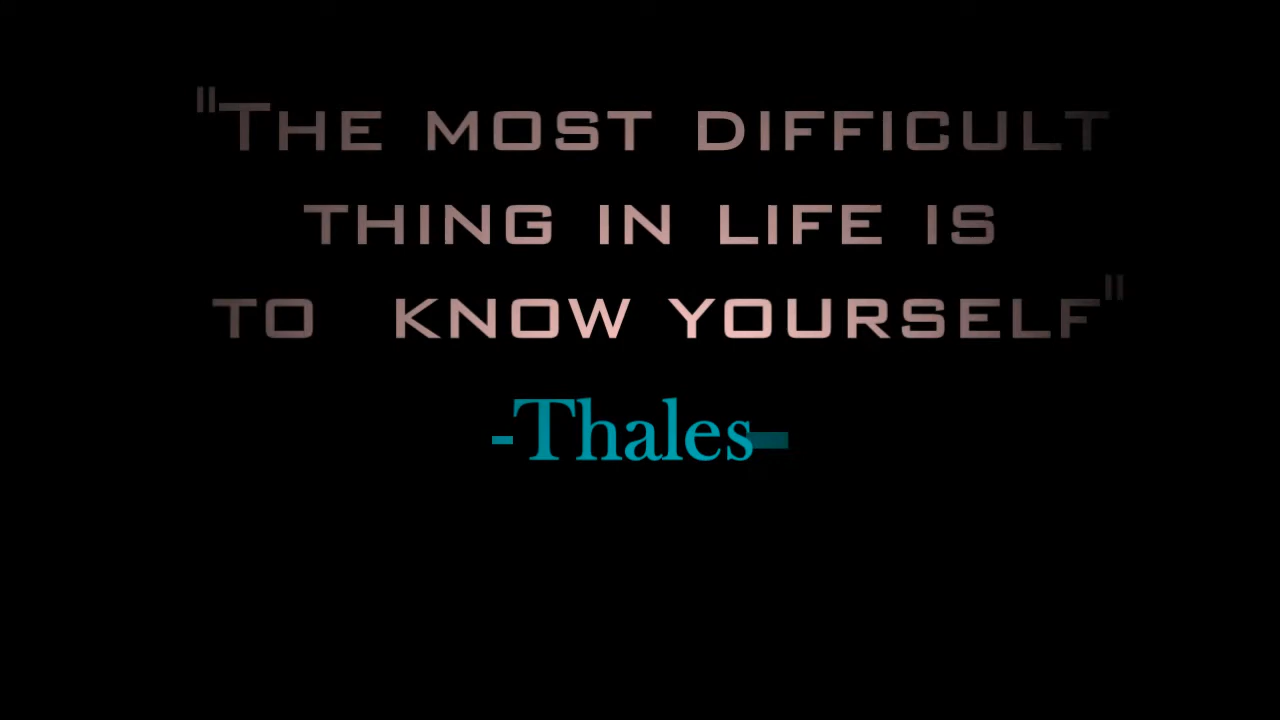 "The most difficult
thing in life is
to know yourself"
-Thales-